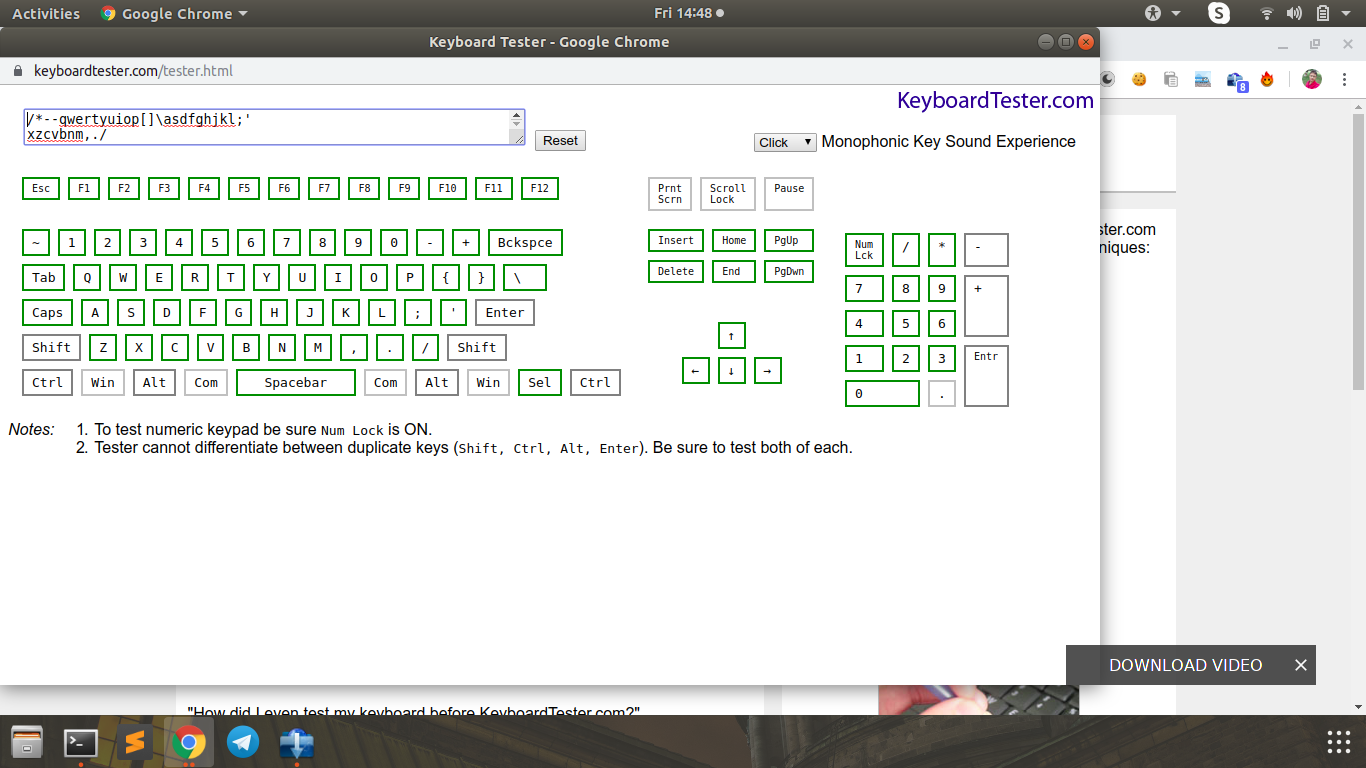 Activities Google Chrome Fri 14:48 S
Keyboard Tester - Google Chrome
keyboardtester.com/tester.html
8
KeyboardTester.com
/*--qwertyuiop[]\asdfghjkl;'
xzcvbnm,./
Reset
Click Monophonic Key Sound Experience
Esc F1 F2 F3 F4 F5 F6 F7 F8 F9 F10 F11 F12
Prnt Scroll Pause
Scrn Lock
~ 1 2 3 4 5 6 7 8 9 0 - + Bckspce
Insert Home PgUp
Num / * -
Lck
Tab Q W E R T Y U I O P { } \
Delete End PgDwn
7 8 9 +
Caps A S D F G H J K L ; ' Enter
4 5 6
Shift Z X C V B N M , . / Shift
↑
1 2 3 Entr
Ctrl Win Alt Com Spacebar Com Alt Win Sel Ctrl
← ↓ →
0 .
ster.com
niques:
Notes: 1. To test numeric keypad be sure Num Lock is ON.
2. Tester cannot differentiate between duplicate keys (Shift, Ctrl, Alt, Enter). Be sure to test both of each.
DOWNLOAD VIDEO ×
"How did I even test my keyboard before KeyboardTester.com?"